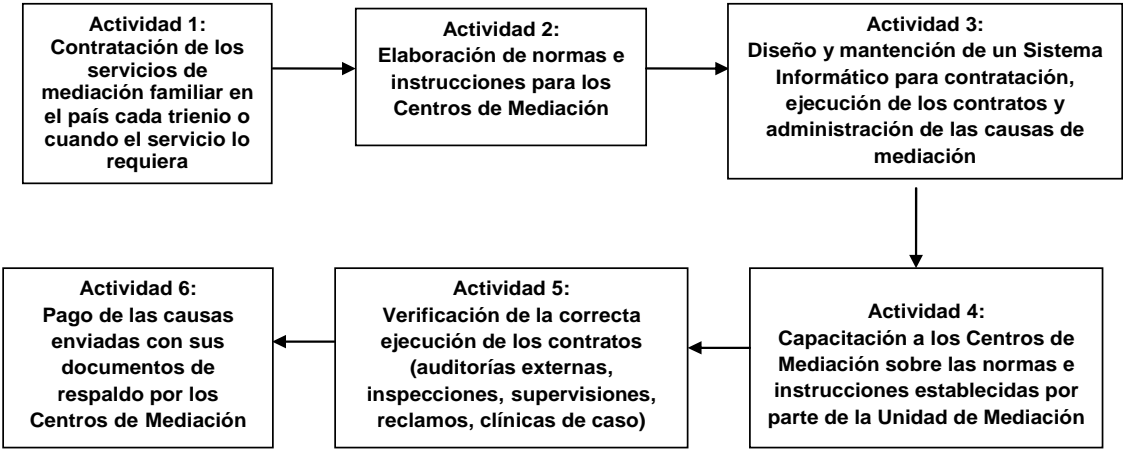 Actividad 1:
Contratación de los
servicios de
mediación familiar en
el país cada trienio o
cuando el servicio lo
requiera
Actividad 2:
Elaboración de normas e
instrucciones para los
Centros de Mediación
Actividad 3:
Diseño y mantención de un Sistema
Informático para contratación,
ejecución de los contratos y
administración de las causas de
mediación
Actividad 4:
Capacitación a los Centros de
Mediación sobre las normas e
instrucciones establecidas por
parte de la Unidad de Mediación
Actividad 5:
Verificación de la correcta
ejecución de los contratos
(auditorías externas,
inspecciones, supervisiones,
reclamos, clínicas de caso)
Actividad 6:
Pago de las causas
enviadas con sus
documentos de
respaldo por los
Centros de Mediación